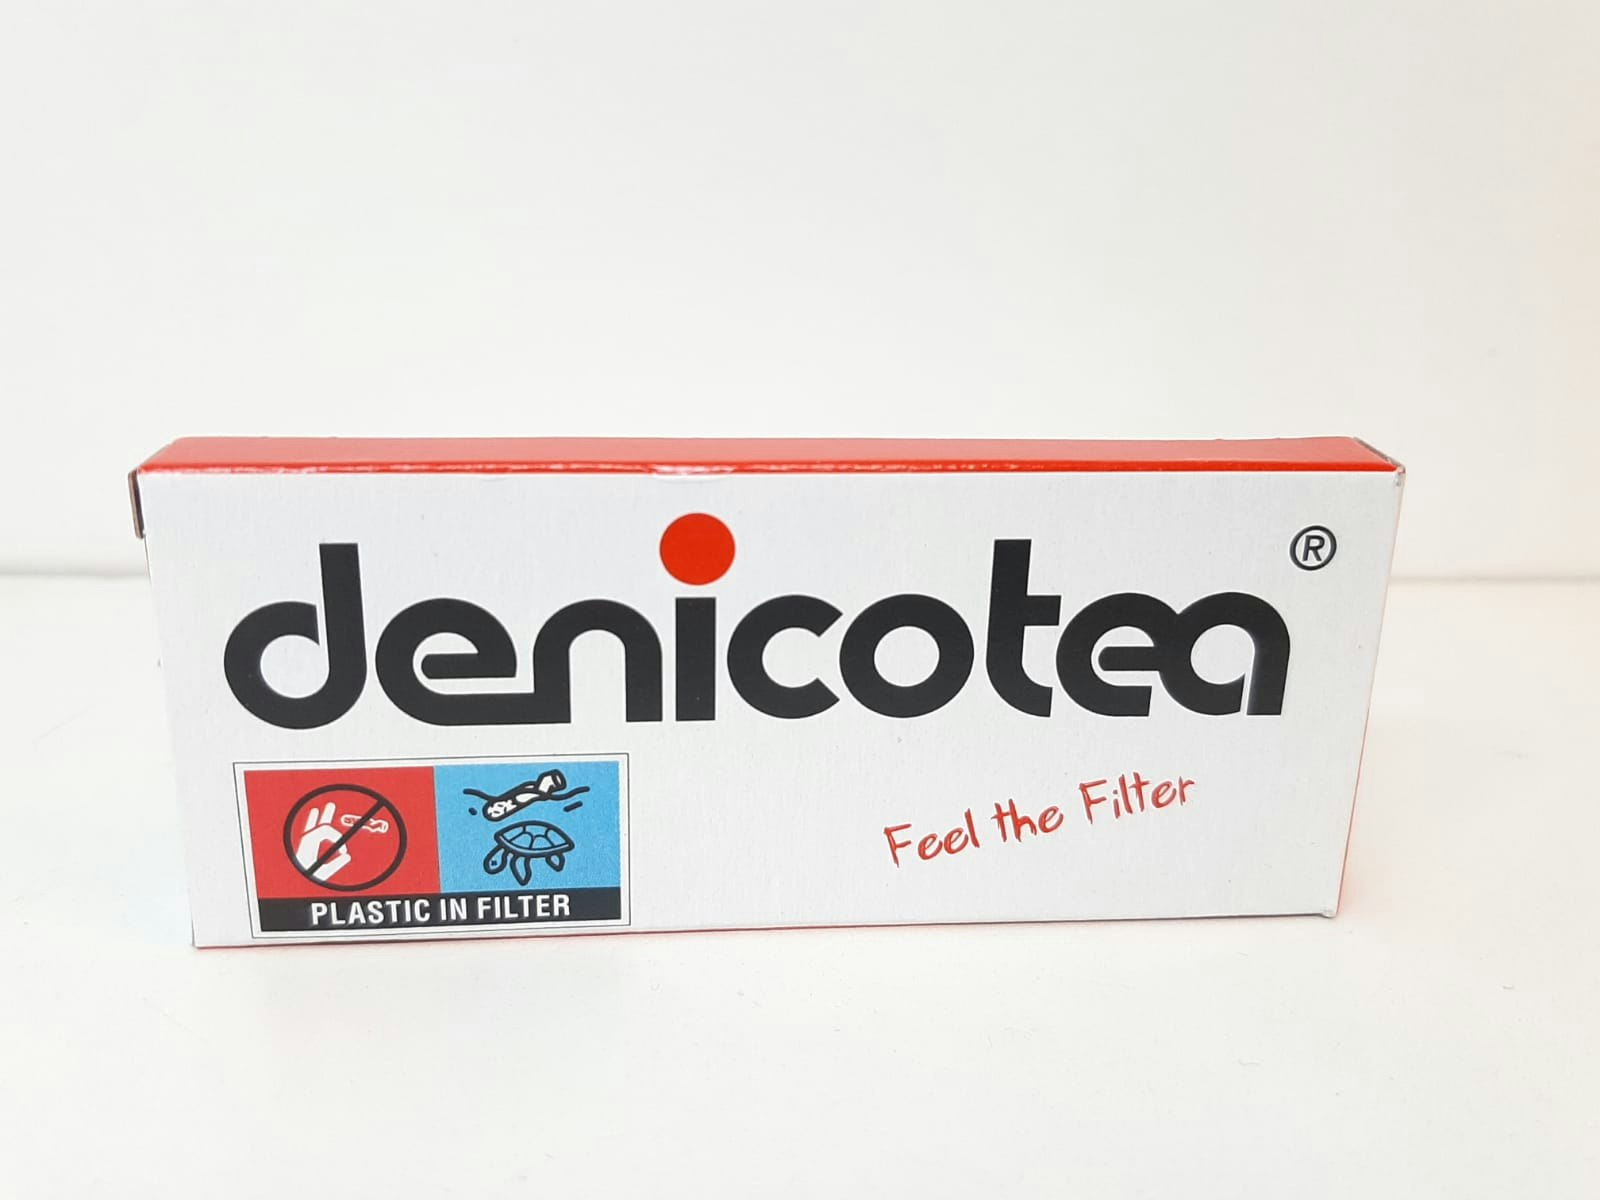 denicotea®
Feel the Filter
PLASTIC IN FILTER